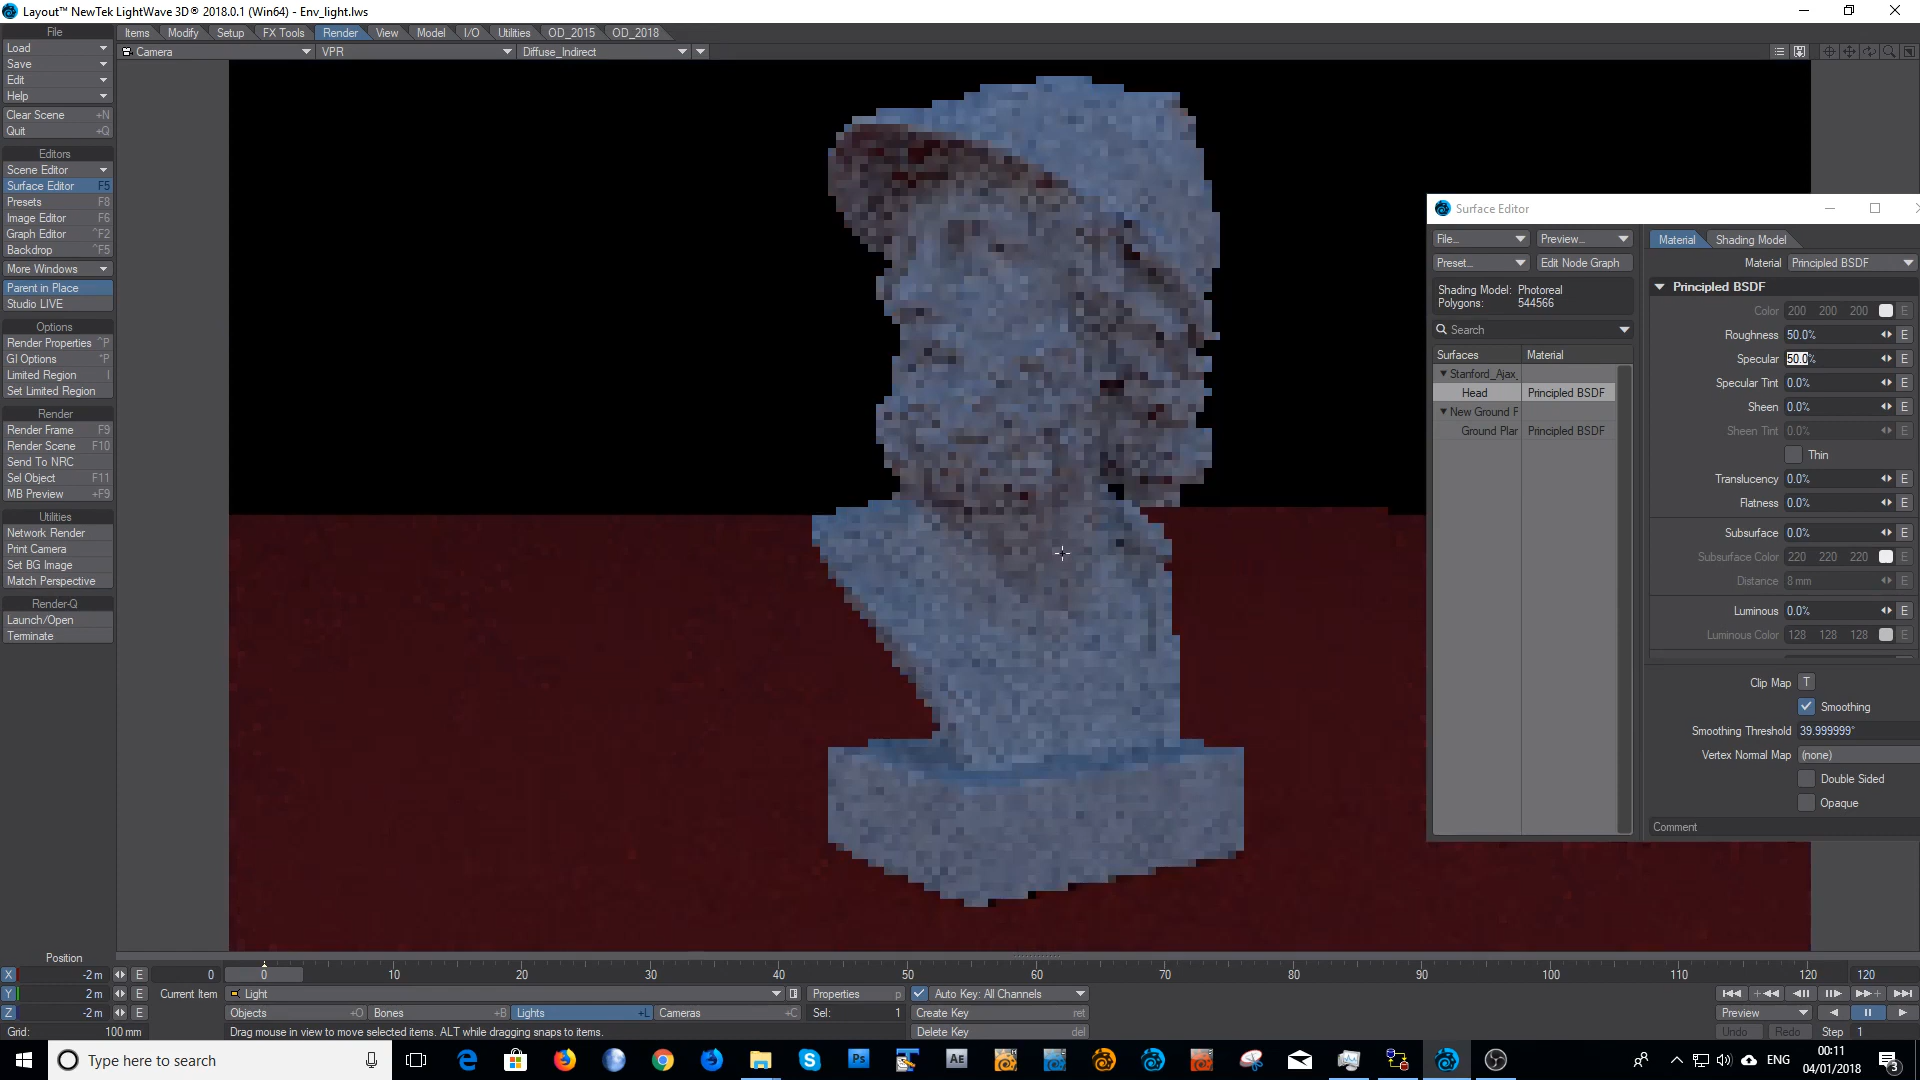 Layout™ NewTek LightWave 3D® 2018.0.1 (Win64) - Env_light.lws
File
Items Modify Setup FX Tools Render View Model I/O Utilities OD_2015 OD_2018
Load
Camera VPR Diffuse_Indirect
Save
Edit
Help
Clear Scene +N
Quit +Q
Editors
Scene Editor
Surface Editor F5
Presets F8
Image Editor F6
Graph Editor ^F2
Backdrop ^F5
More Windows
Parent in Place
Studio LIVE
Options
Render Properties ^P
GI Options "P
Limited Region l
Set Limited Region
Render
Render Frame F9
Render Scene F10
Send To NRC
Sel Object F11
MB Preview +F9
Utilities
Network Render
Print Camera
Set BG Image
Match Perspective
Render-Q
Launch/Open
Terminate
Surface Editor
File... Preview...
Preset... Edit Node Graph
Shading Model: Photoreal
Polygons: 544566
Search
Surfaces Material
Stanford_Ajax_
Head Principled BSDF
New Ground F
Ground Plar Principled BSDF
Material Shading Model
Material Principled BSDF
Principled BSDF
Color 200 200 200 E
Roughness 50.0% E
Specular 50.0% E
Specular Tint 0.0% E
Sheen 0.0% E
Sheen Tint 0.0% E
Thin
Translucency 0.0% E
Flatness 0.0% E
Subsurface 0.0% E
Subsurface Color 220 220 220 E
Distance 8 mm E
Luminous 0.0% E
Luminous Color 128 128 128 E
Clip Map T
Smoothing
Smoothing Threshold 39.999999°
Vertex Normal Map (none)
Double Sided
Opaque
Comment
Position
X -2 m E 0 0 10 20 30 40 50 60 70 80 90 100 110 120 120
Y 2 m E Current Item Light Properties p Auto Key: All Channels
Z -2 m E Objects +O Bones +B Lights +L Cameras +C Sel: 1 Create Key ret Preview
Grid: 100 mm Drag mouse in view to move selected items. ALT while dragging snaps to items. Delete Key del Undo Redo Step 1
Type here to search
Ps
AE
ENG
00:11
04/01/2018
3